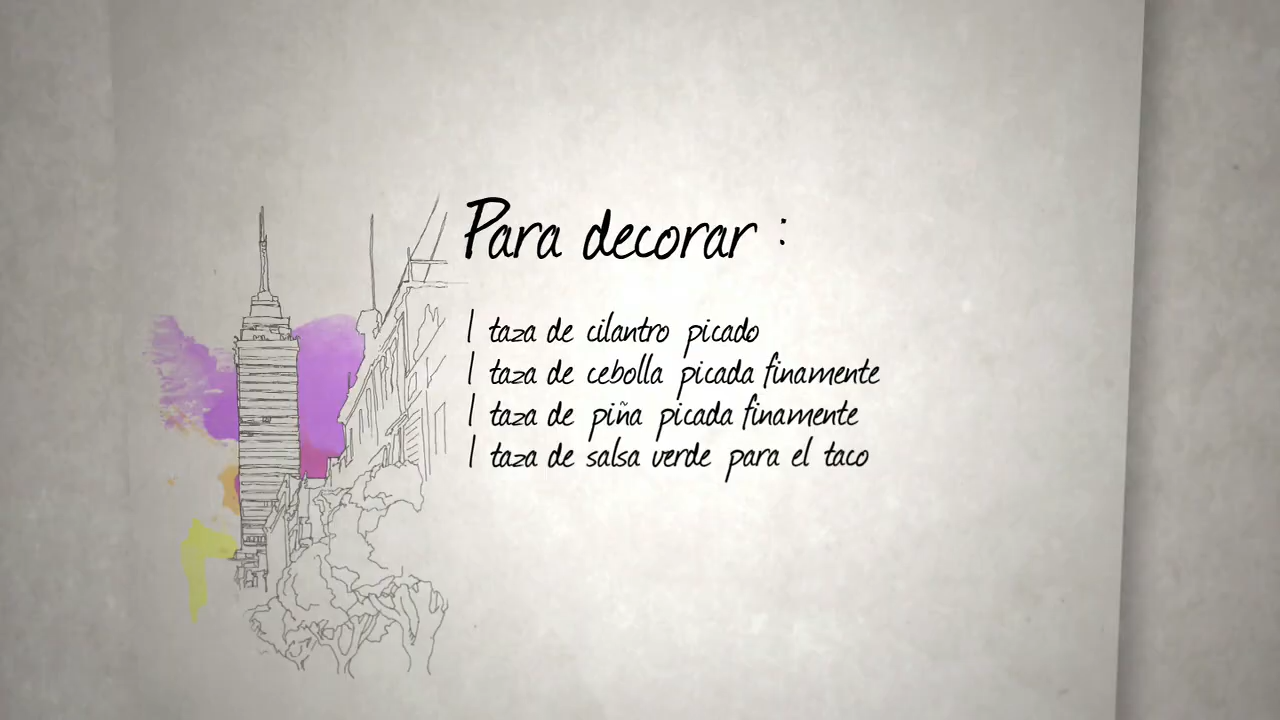 Para decorar :
1 taza de cilantro picado
1 taza de cebolla picada finamente
1 taza de piña picada finamente
1 taza de salsa verde para el taco